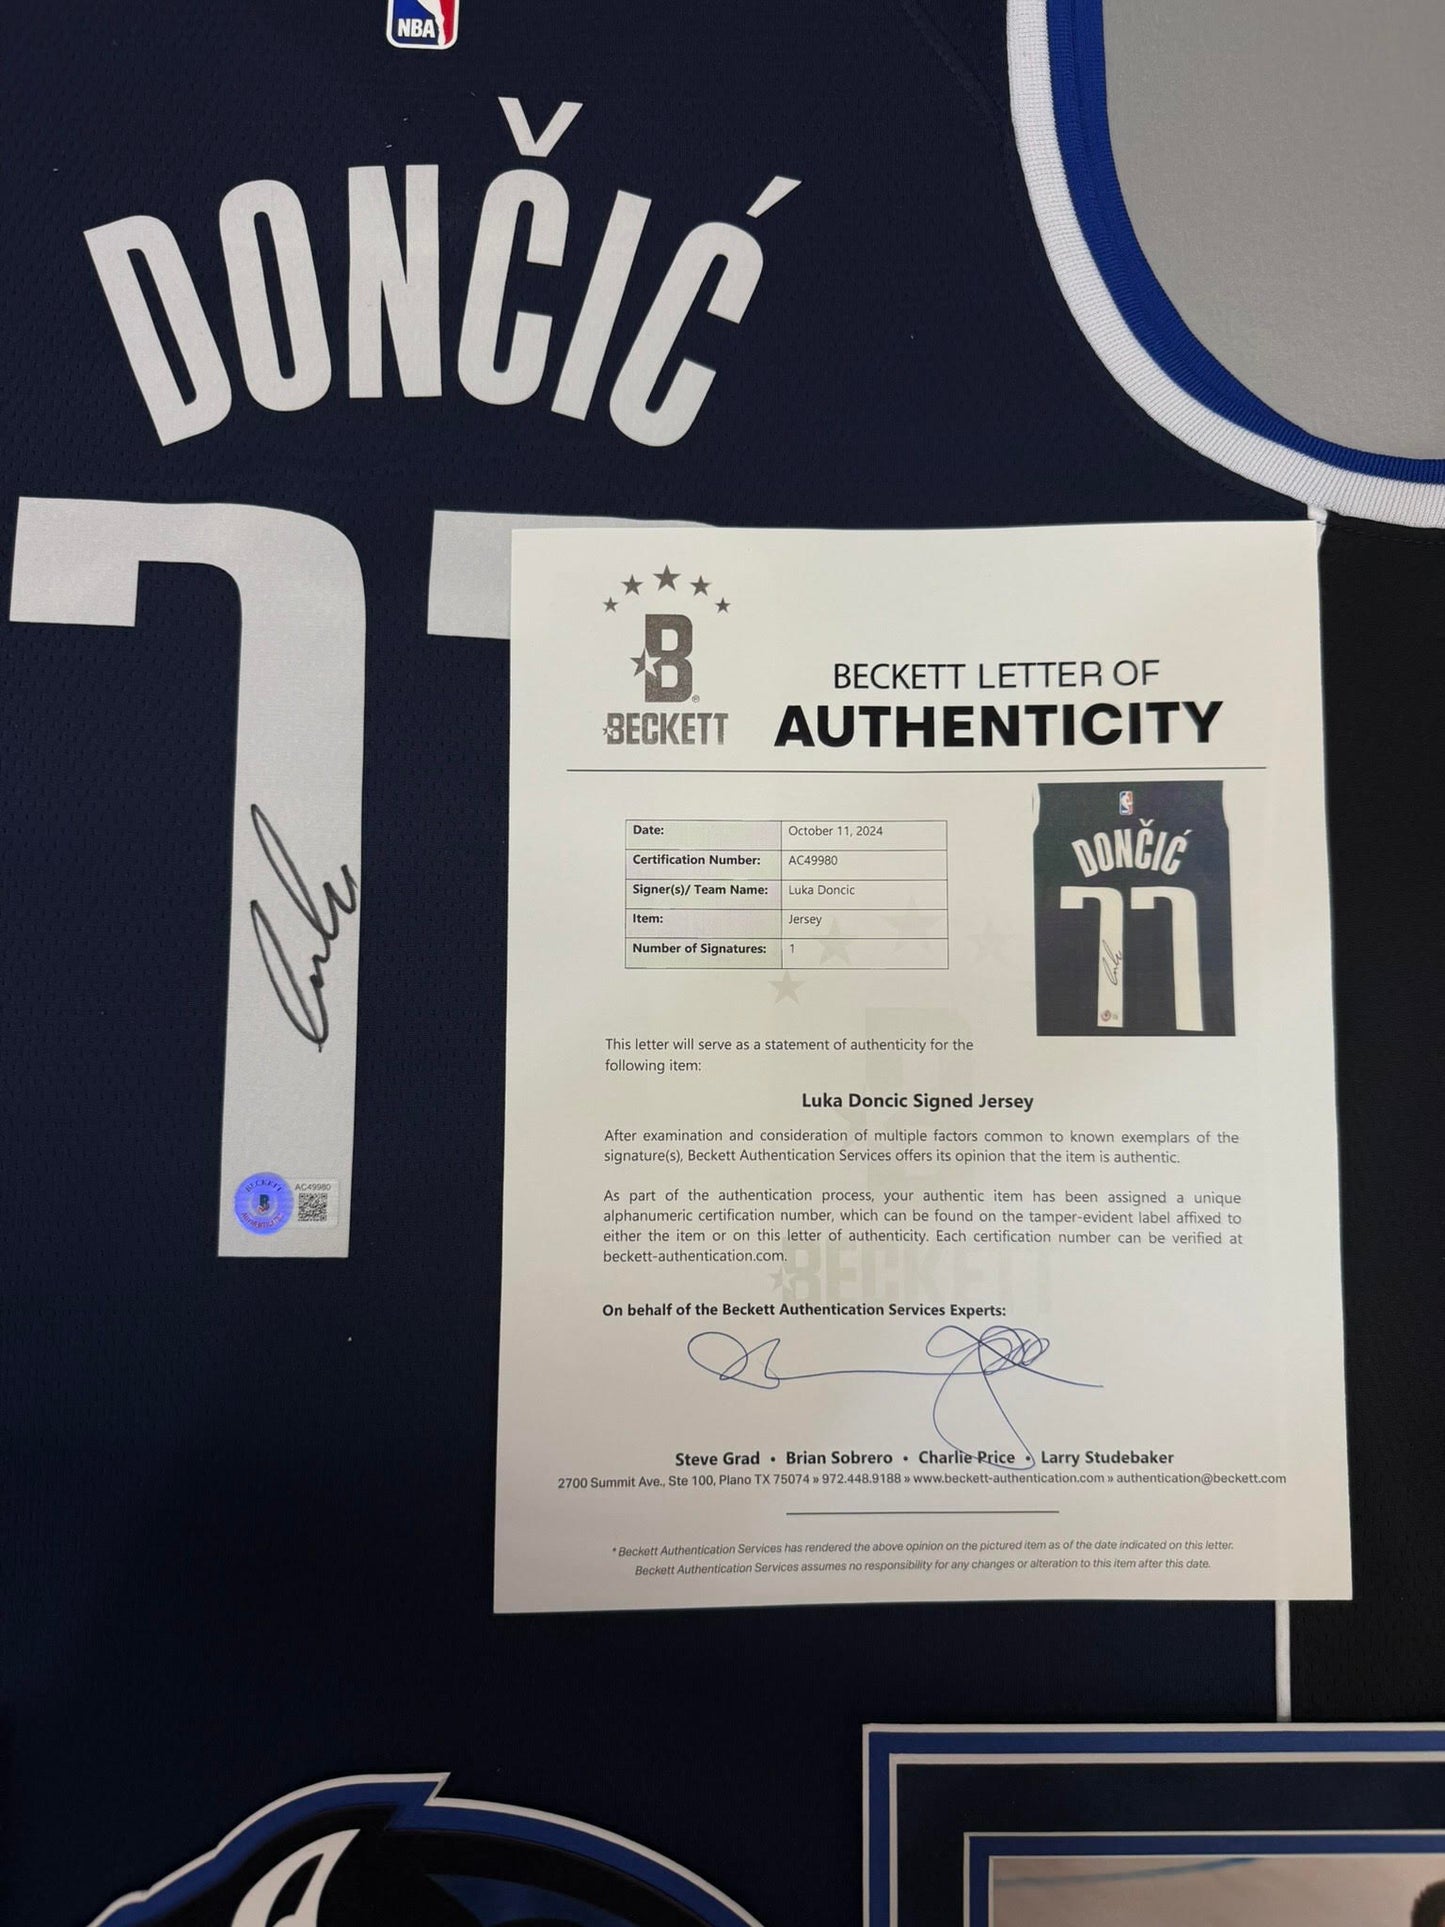 NBA
DONČIĆ
77
BECKETT
B
AUTHENTICATED
AC49980
B
BECKETT
BECKETT LETTER OF
AUTHENTICITY
Date: October 11, 2024
Certification Number: AC49980
Signer(s)/ Team Name: Luka Doncic
Item: Jersey
Number of Signatures: 1
DONČIĆ
77
This letter will serve as a statement of authenticity for the
following item:
Luka Doncic Signed Jersey
After examination and consideration of multiple factors common to known exemplars of the
signature(s), Beckett Authentication Services offers its opinion that the item is authentic.
As part of the authentication process, your authentic item has been assigned a unique
alphanumeric certification number, which can be found on the tamper-evident label affixed to
either the item or on this letter of authenticity. Each certification number can be verified at
beckett-authentication.com.
BECKETT
On behalf of the Beckett Authentication Services Experts:
Steve Grad • Brian Sobrero • Charlie Price • Larry Studebaker
2700 Summit Ave., Ste 100, Plano TX 75074 » 972.448.9188 » www.beckett-authentication.com » authentication@beckett.com
* Beckett Authentication Services has rendered the above opinion on the pictured item as of the date indicated on this letter.
Beckett Authentication Services assumes no responsibility for any changes or alteration to this item after this date.